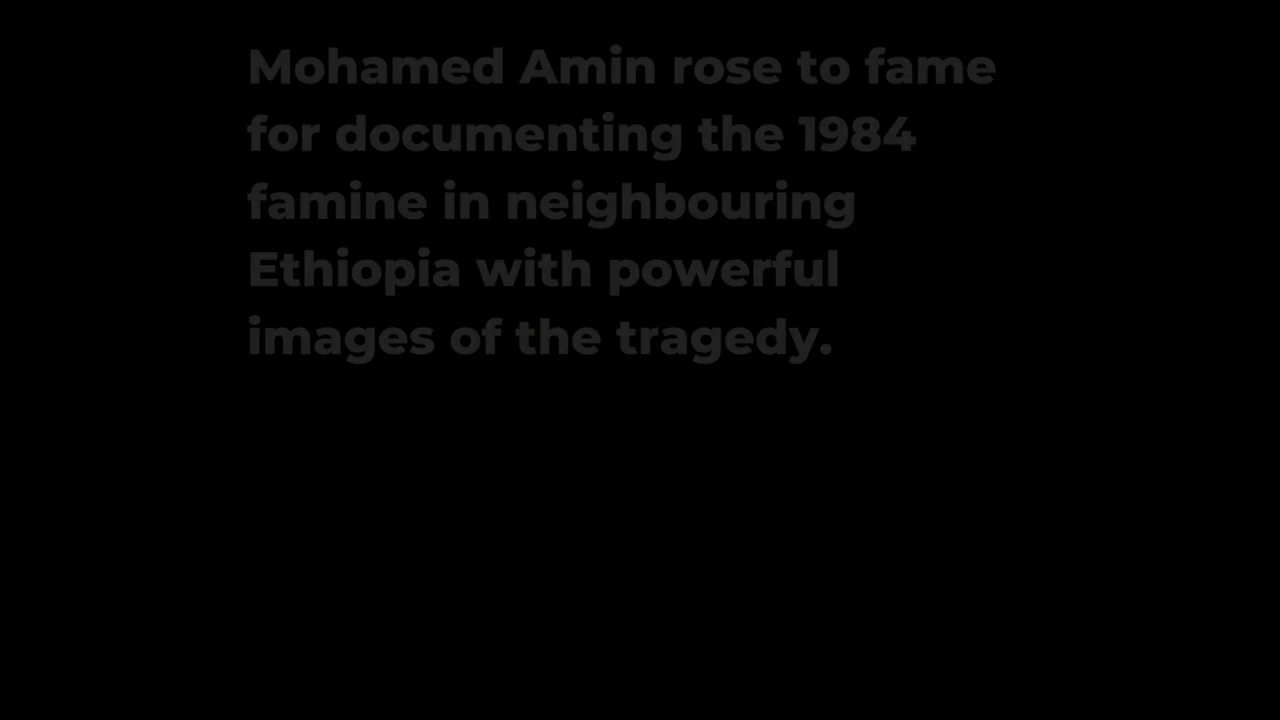 Mohamed Amin rose to fame
for documenting the 1984
famine in neighbouring
Ethiopia with powerful
images of the tragedy.